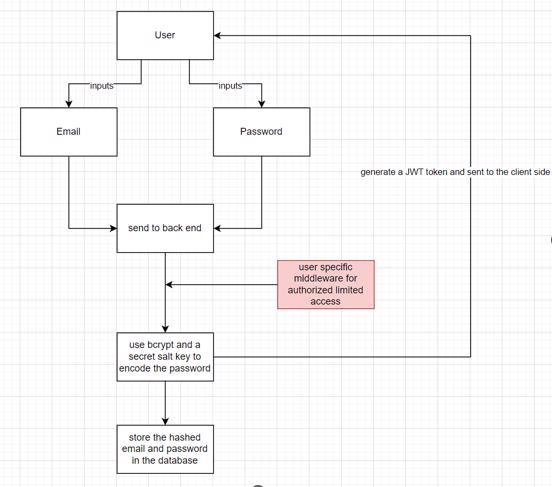 User
inputs
inputs
Email
Password
generate a JWT token and sent to the client side
send to back end
user specific
middleware for
authorized limited
access
use bcrypt and a
secret salt key to
encode the password
store the hashed
email and password
in the database